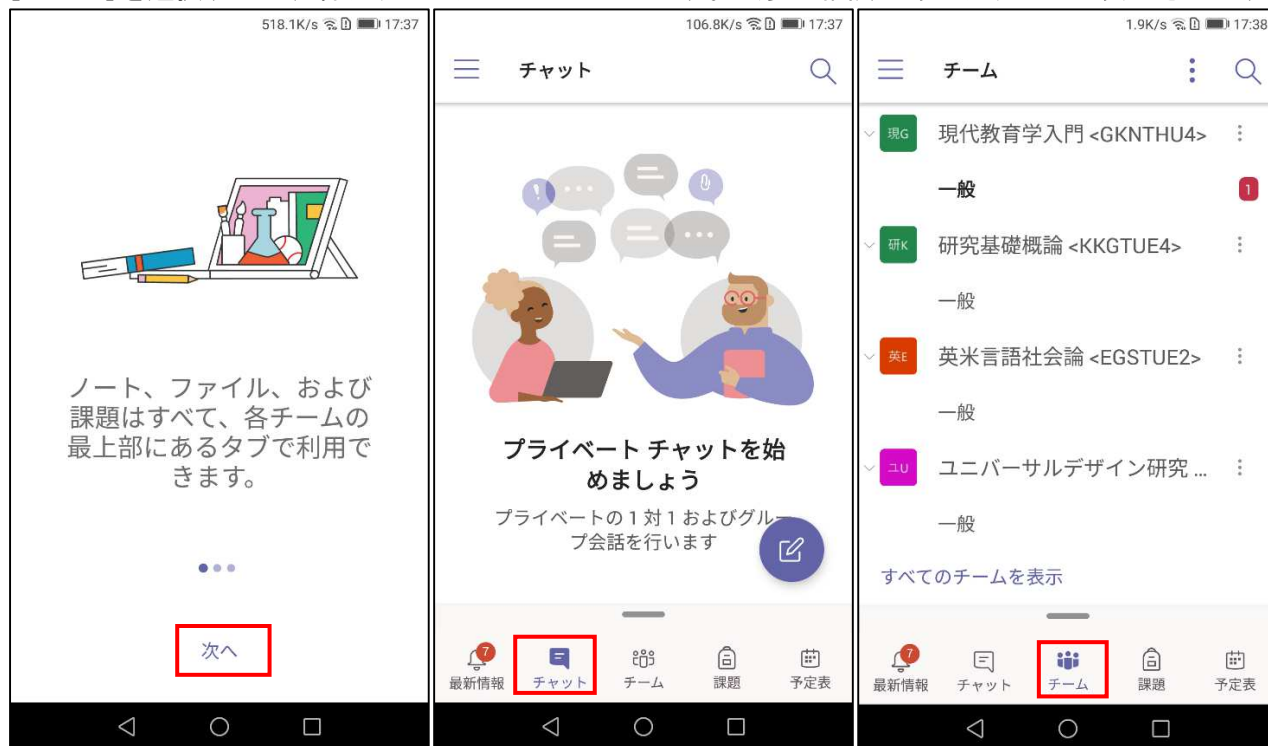 518.1K/s 17:37
ノート、ファイル、および
課題はすべて、各チームの
最上部にあるタブで利用で
きます。
次へ
106.8K/s 17:37
チャット
プライベート チャットを始
めましょう
プライベートの 1 対 1 およびグルー
プ会話を行います
7
最新情報 チャット チーム 課題 予定表
1.9K/s 17:38
チーム
現G 現代教育学入門 <GKNTHU4>
一般 1
研K 研究基礎概論 <KKGTUE4>
一般
英E 英米言語社会論 <EGSTUE2>
一般
ユU ユニバーサルデザイン研究 ...
一般
すべてのチームを表示
7
最新情報 チャット チーム 課題 予定表